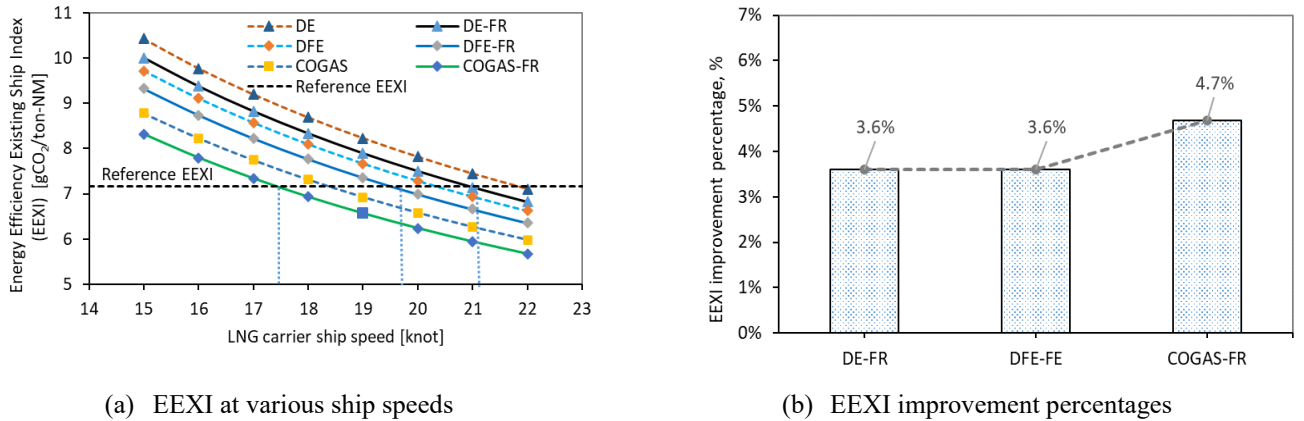 Energy Efficiency Existing Ship Index
(EEXI) [gCO₂/ton-NM]
11
10
9
8
7
6
5
DE
DE-FR
DFE
DFE-FR
COGAS
COGAS-FR
Reference EEXI
Reference EEXI
14 15 16 17 18 19 20 21 22 23
LNG carrier ship speed [knot]
(a) EEXI at various ship speeds
EEXI improvement percentage, %
7%
6%
5%
4%
3%
2%
1%
0%
3.6%
3.6%
4.7%
DE-FR DFE-FE COGAS-FR
(b) EEXI improvement percentages